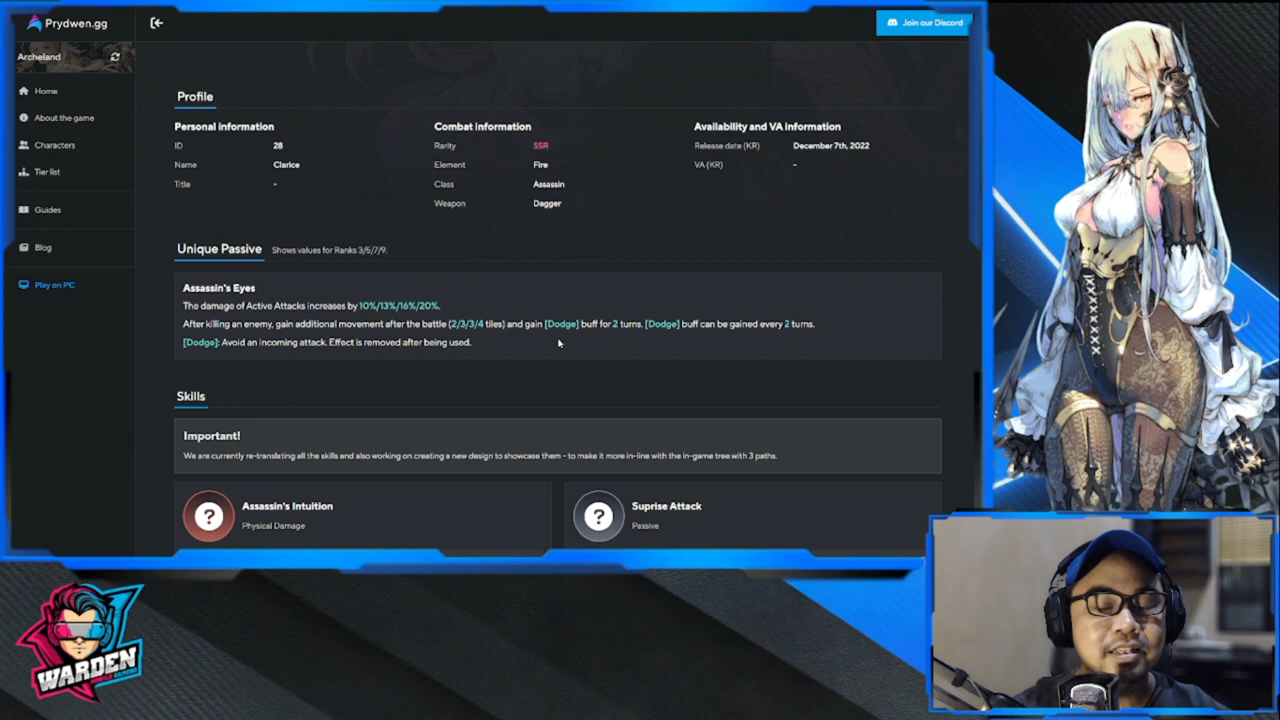 Prydwen.gg
Join our Discord
Archeland
Home
About the game
Characters
Tier list
Guides
Blog
Play on PC
Profile
Personal information
ID 28
Name Clarice
Title -
Combat information
Rarity SSR
Element Fire
Class Assassin
Weapon Dagger
Availability and VA information
Release date (KR) December 7th, 2022
VA (KR) -
Unique Passive Shows values for Ranks 3/5/7/9.
Assassin's Eyes
The damage of Active Attacks increases by 10%/13%/16%/20%.
After killing an enemy, gain additional movement after the battle (2/3/3/4 tiles) and gain [Dodge] buff for 2 turns. [Dodge] buff can be gained every 2 turns.
[Dodge]: Avoid an incoming attack. Effect is removed after being used.
Skills
Important!
We are currently re-translating all the skills and also working on creating a new design to showcase them - to make it more in-line with the in-game tree with 3 paths.
?
Assassin's Intuition
Physical Damage
?
Suprise Attack
Passive
WARDEN
MOBILE GAMING